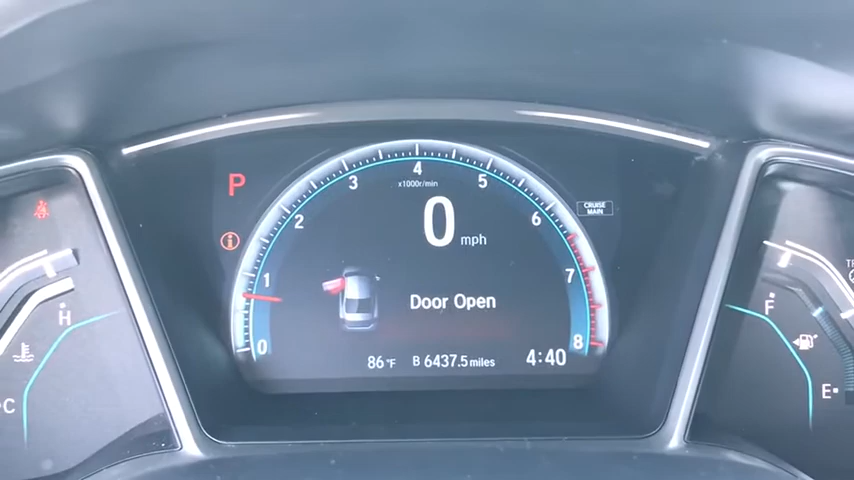 P
0 1 2 3 4 5 6 7 8
x1000r/min
CRUISE
MAIN
0 mph
Door Open
86°F B 6437.5 miles 4:40
H
C
F
E